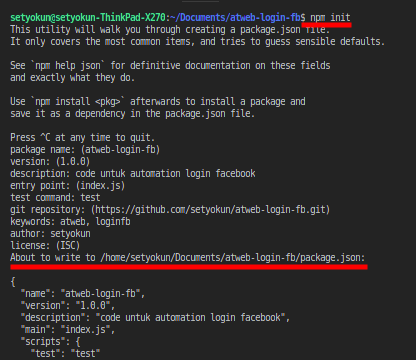 setyokun@setyokun-ThinkPad-X270:~/Documents/atweb-login-fb$ npm init
This utility will walk you through creating a package.json file.
It only covers the most common items, and tries to guess sensible defaults.
See `npm help json` for definitive documentation on these fields
and exactly what they do.
Use `npm install <pkg>` afterwards to install a package and
save it as a dependency in the package.json file.
Press ^C at any time to quit.
package name: (atweb-login-fb)
version: (1.0.0)
description: code untuk automation login facebook
entry point: (index.js)
test command: test
git repository: (https://github.com/setyokun/atweb-login-fb.git)
keywords: atweb, loginfb
author: setyokun
license: (ISC)
About to write to /home/setyokun/Documents/atweb-login-fb/package.json:
{
  "name": "atweb-login-fb",
  "version": "1.0.0",
  "description": "code untuk automation login facebook",
  "main": "index.js",
  "scripts": {
    "test": "test"